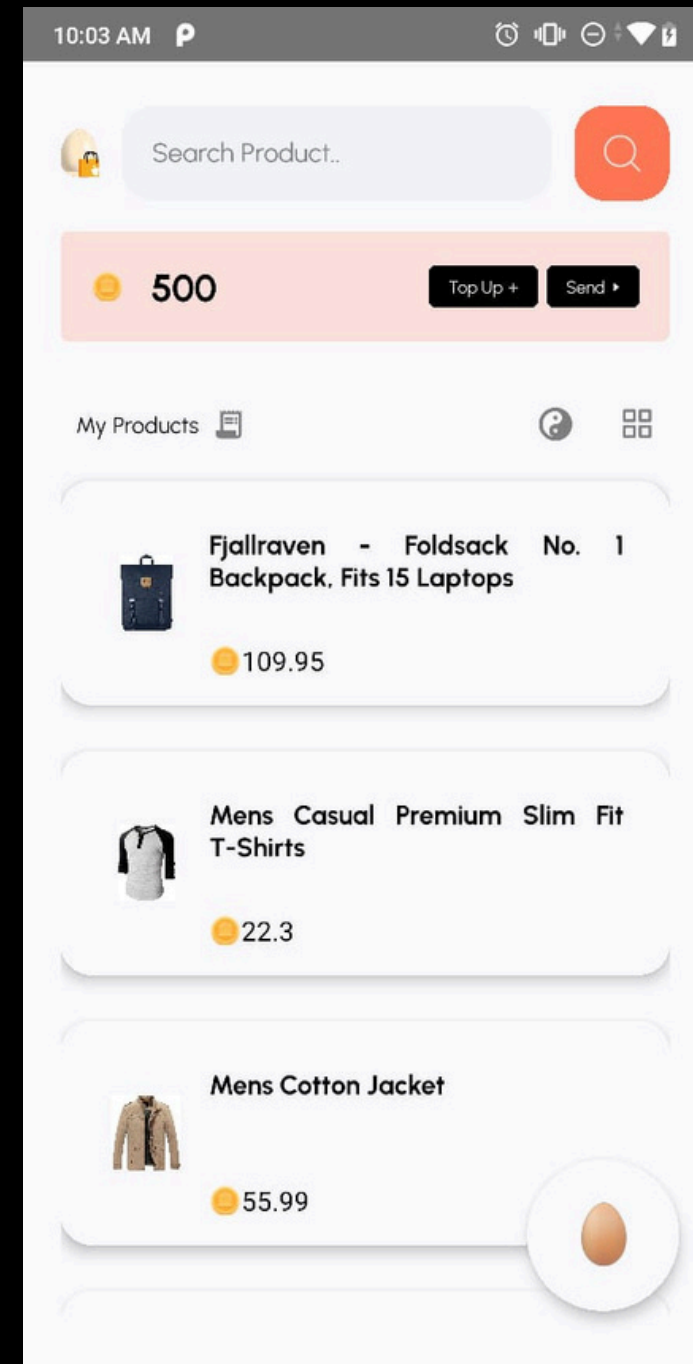 10:03 AM
Search Product..
500
Top Up +
Send
My Products
Fjallraven - Foldsack No. 1
Backpack, Fits 15 Laptops
109.95
Mens Casual Premium Slim Fit
T-Shirts
22.3
Mens Cotton Jacket
55.99